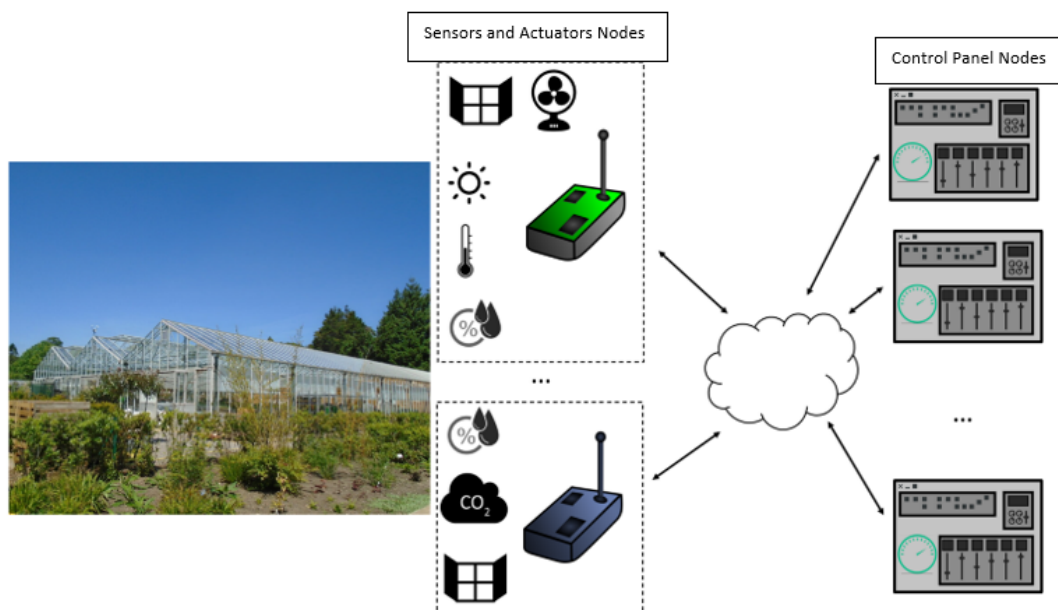 Sensors and Actuators Nodes
Control Panel Nodes
%
...
...
%
CO2